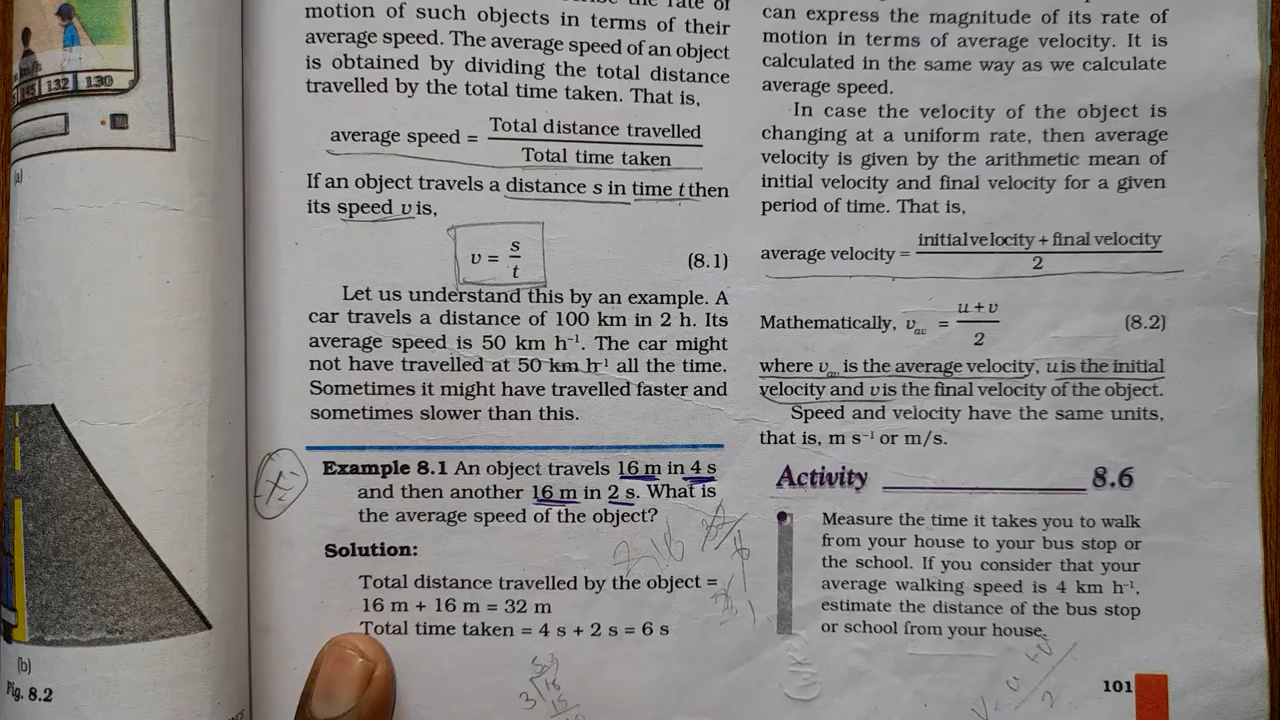 132 130
(a)
(b)
Fig. 8.2
motion of such objects in terms of their
average speed. The average speed of an object
is obtained by dividing the total distance
travelled by the total time taken. That is,
average speed = Total distance travelled / Total time taken
If an object travels a distance s in time t then
its speed v is,
v = s / t (8.1)
Let us understand this by an example. A
car travels a distance of 100 km in 2 h. Its
average speed is 50 km h⁻¹. The car might
not have travelled at 50 km h⁻¹ all the time.
Sometimes it might have travelled faster and
sometimes slower than this.
Example 8.1 An object travels 16 m in 4 s
and then another 16 m in 2 s. What is
the average speed of the object?
Solution:
Total distance travelled by the object =
16 m + 16 m = 32 m
Total time taken = 4 s + 2 s = 6 s
can express the magnitude of its rate of
motion in terms of average velocity. It is
calculated in the same way as we calculate
average speed.
In case the velocity of the object is
changing at a uniform rate, then average
velocity is given by the arithmetic mean of
initial velocity and final velocity for a given
period of time. That is,
average velocity = initial velocity + final velocity / 2
Mathematically, v_av = u + v / 2 (8.2)
where v_av is the average velocity, u is the initial
velocity and v is the final velocity of the object.
Speed and velocity have the same units,
that is, m s⁻¹ or m/s.
Activity 8.6
Measure the time it takes you to walk
from your house to your bus stop or
the school. If you consider that your
average walking speed is 4 km h⁻¹,
estimate the distance of the bus stop
or school from your house.
101